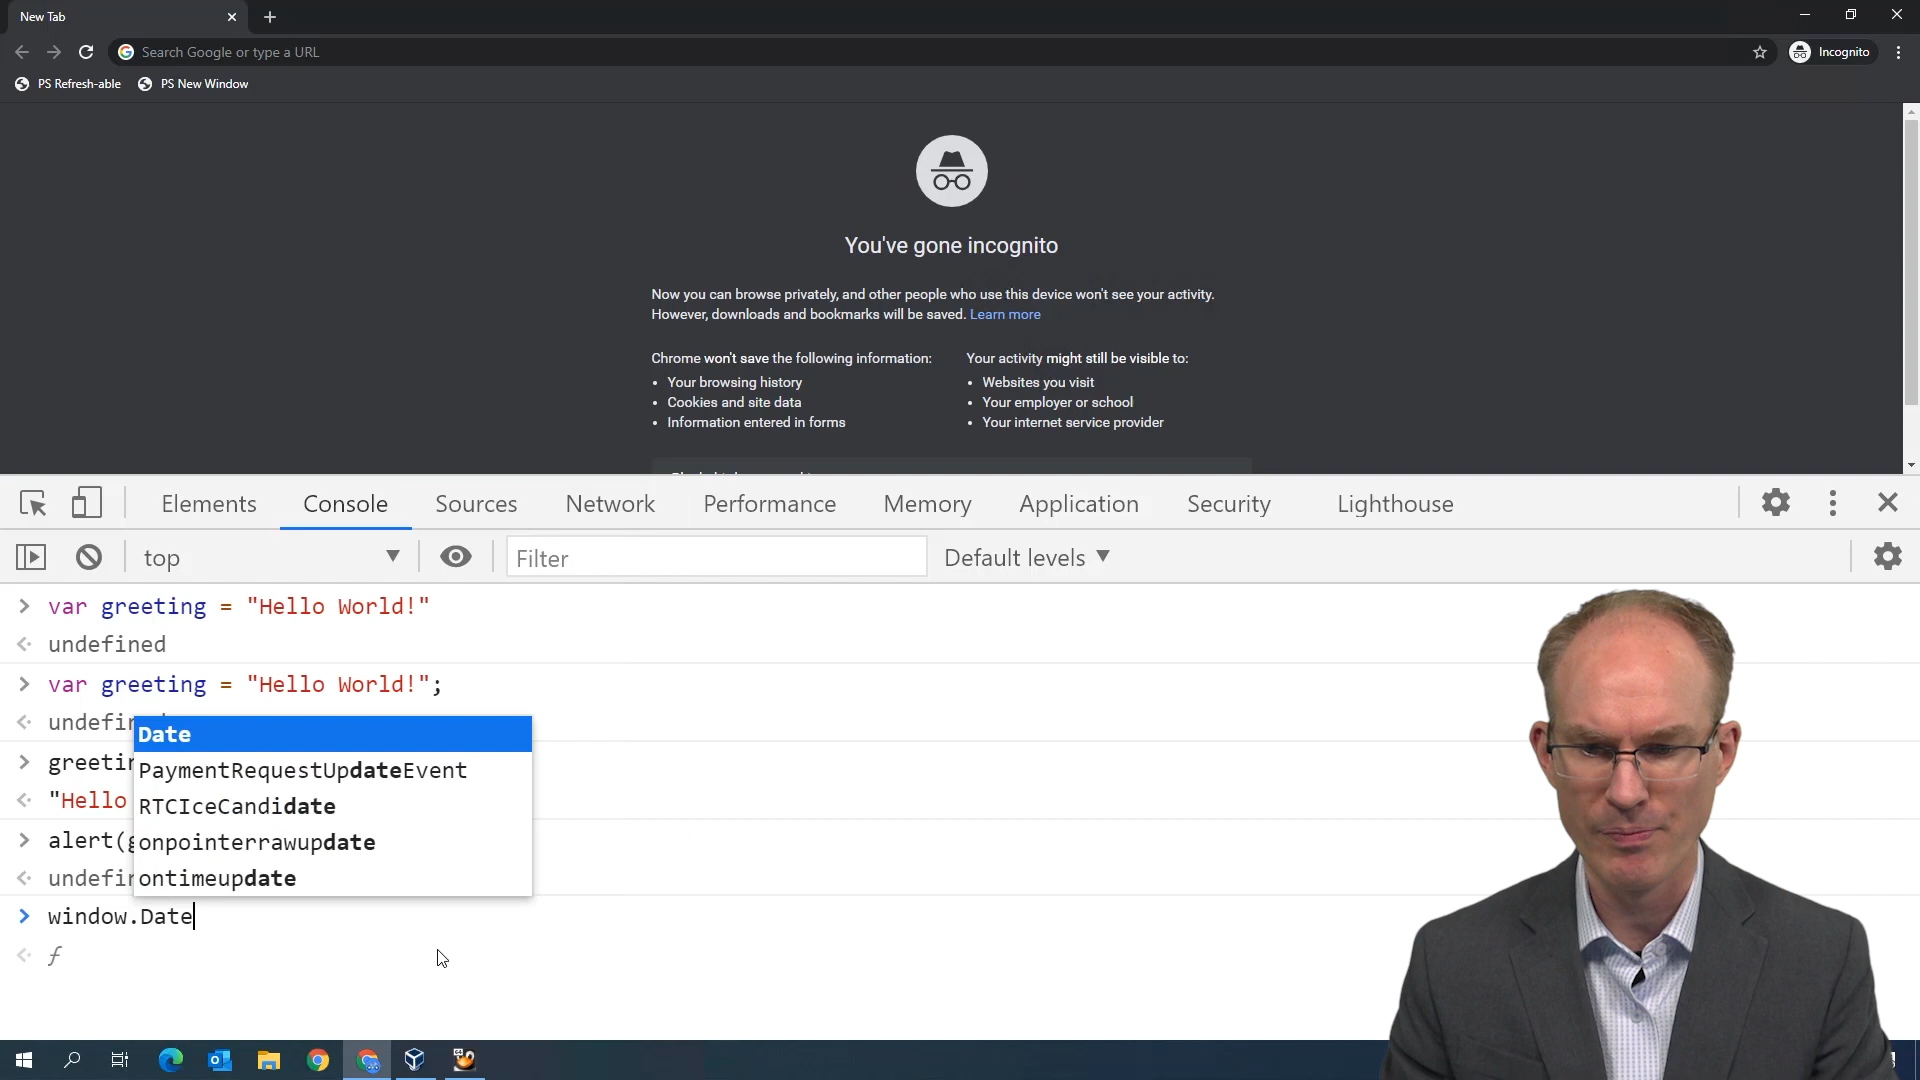 New Tab
Search Google or type a URL
Incognito
PS Refresh-able
PS New Window
You've gone incognito
Now you can browse privately, and other people who use this device won't see your activity.
However, downloads and bookmarks will be saved. Learn more
Chrome won't save the following information:
Your browsing history
Cookies and site data
Information entered in forms
Your activity might still be visible to:
Websites you visit
Your employer or school
Your internet service provider
Elements Console Sources Network Performance Memory Application Security Lighthouse
top
Filter
Default levels
> var greeting = "Hello World!"
undefined
> var greeting = "Hello World!";
undefin
Date
PaymentRequestUpdateEvent
greetin
"Hello
RTCIceCandidate
alert(g
onpointerrawupdate
undefin
ontimeupdate
> window.Date
f